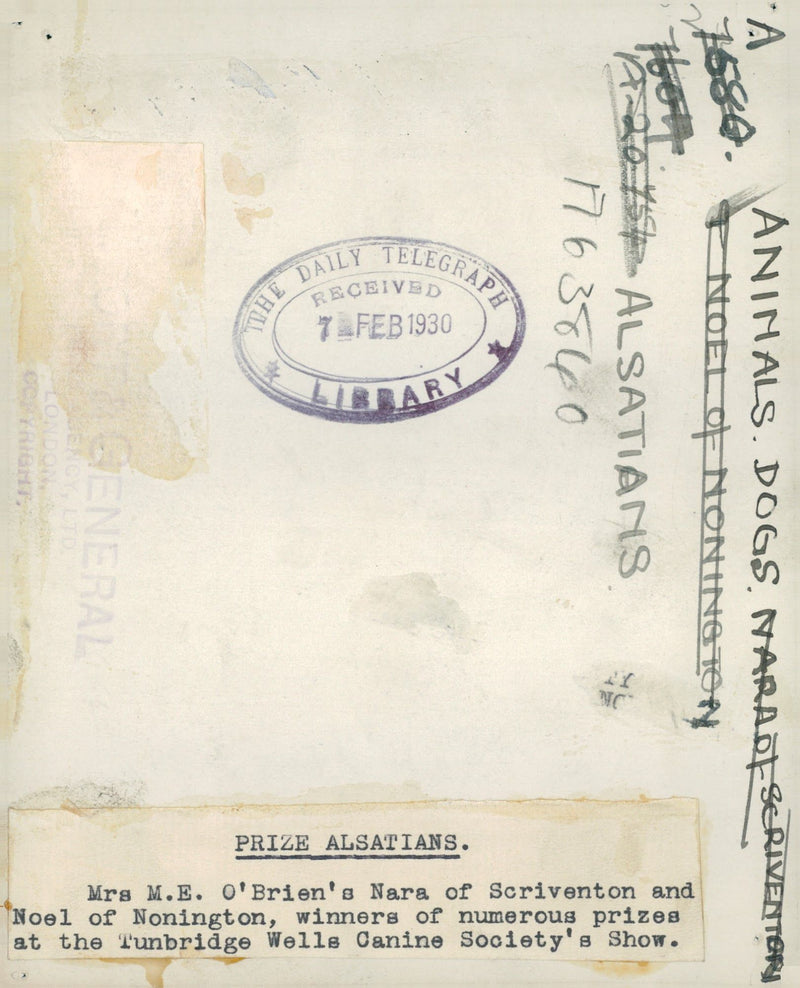 A
7580.
ANIMALS. DOGS. NARA OF SCRIVENTON
& NOEL OF NONINGTON
ALSATIANS
THE DAILY TELEGRAPH
RECEIVED
7 FEB 1930
LIBRARY
GENERAL
LTD
LONDON.
COPYRIGHT.
PRIZE ALSATIANS.
Mrs M.E. O'Brien's Nara of Scriventon and
Noel of Nonington, winners of numerous prizes
at the Tunbridge Wells Canine Society's Show.